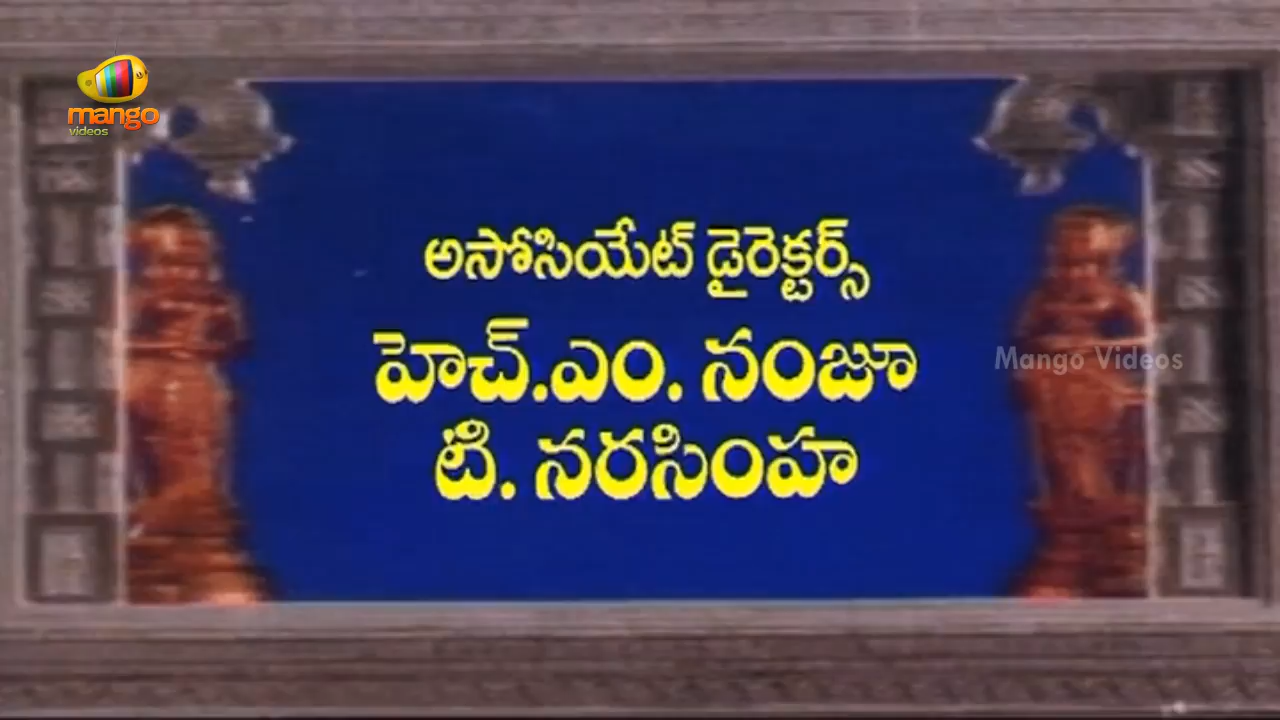 mango
videos
అసోసియేట్ డైరెక్టర్స్
హెచ్.ఎం. నంజూ
Mango Videos
టి. నరసింహ